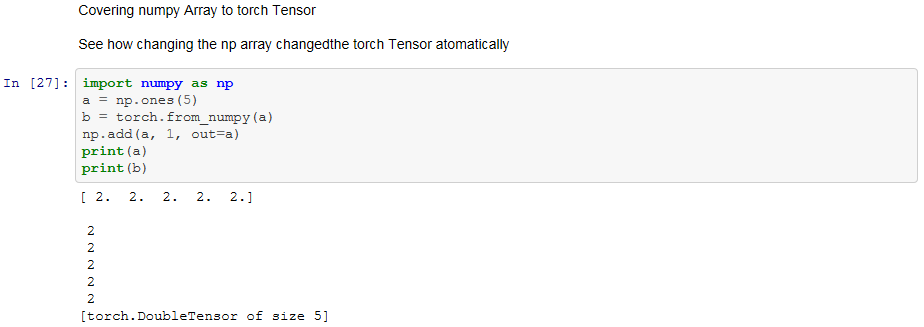 Covering numpy Array to torch Tensor
See how changing the np array changedthe torch Tensor atomatically
In [27]: import numpy as np
a = np.ones(5)
b = torch.from_numpy(a)
np.add(a, 1, out=a)
print(a)
print(b)
[ 2.  2.  2.  2.  2.]
2
2
2
2
2
[torch.DoubleTensor of size 5]